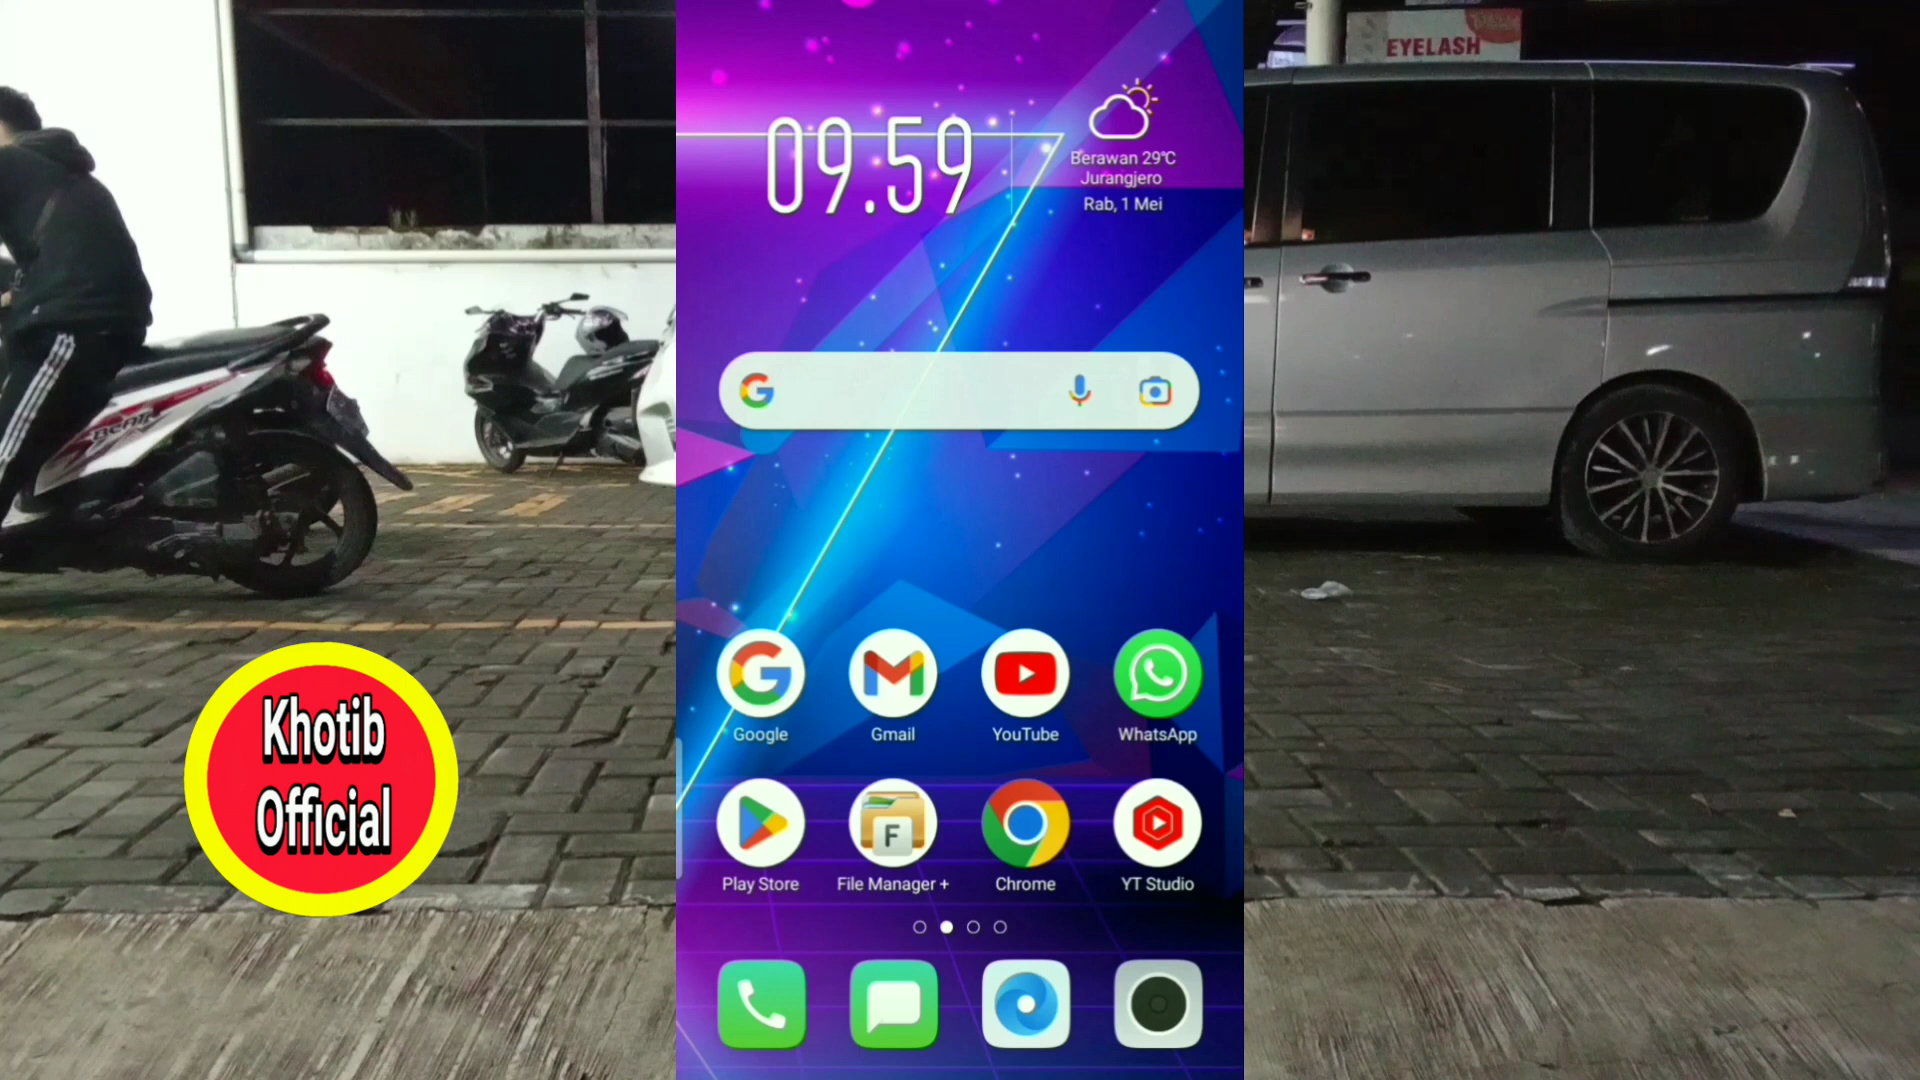 EYELASH
BeAT
Khotib
Official
09.59
Berawan 29°C
Jurangjero
Rab, 1 Mei
Google
Gmail
YouTube
WhatsApp
Play Store
F
File Manager +
Chrome
YT Studio